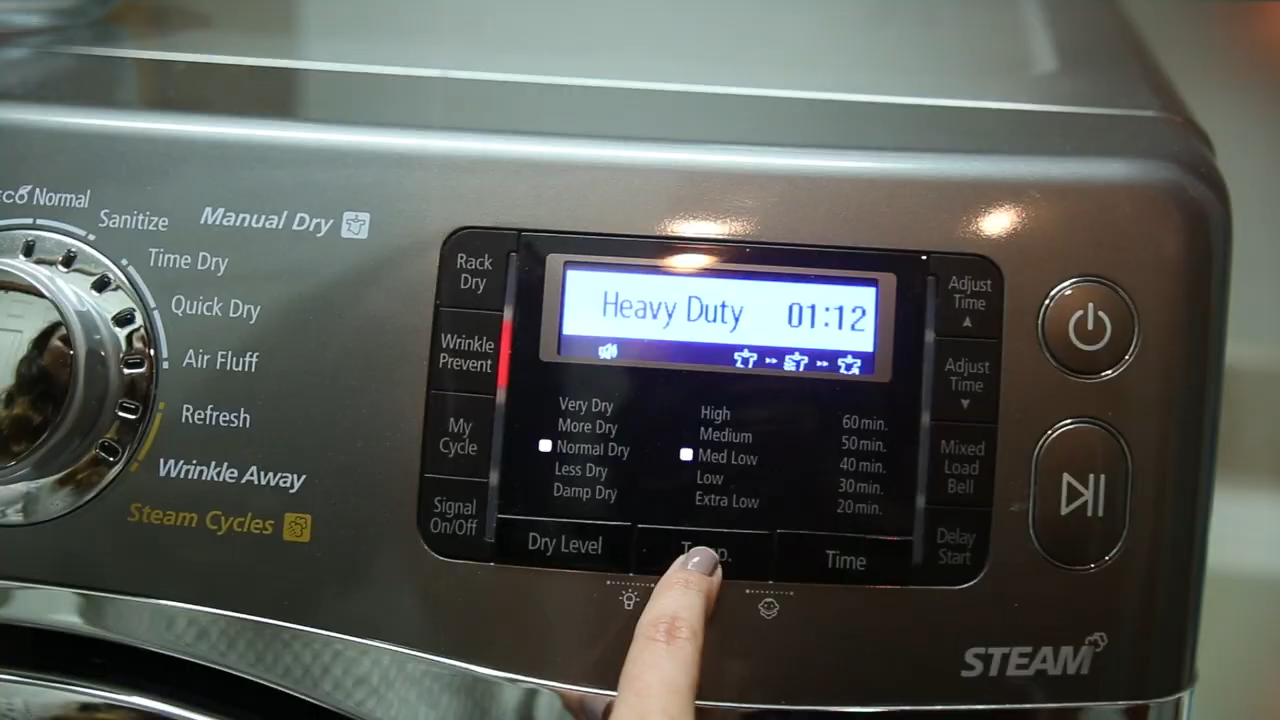 eco Normal
Sanitize
Manual Dry
Time Dry
Quick Dry
Air Fluff
Refresh
Wrinkle Away
Steam Cycles
Rack
Dry
Wrinkle
Prevent
My
Cycle
Signal
On/Off
Heavy Duty 01:12
Very Dry
More Dry
Normal Dry
Less Dry
Damp Dry
High
Medium
Med Low
Low
Extra Low
60 min.
50 min.
40 min.
30 min.
20 min.
Dry Level
Time
Adjust
Time
Adjust
Time
Mixed
Load
Bell
Delay
Start
STEAM